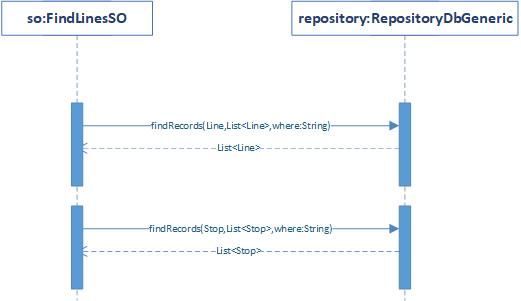 so:FindLinesSO
repository:RepositoryDbGeneric
findRecords(Line,List<Line>,where:String)
List<Line>
findRecords(Stop,List<Stop>,where:String)
List<Stop>